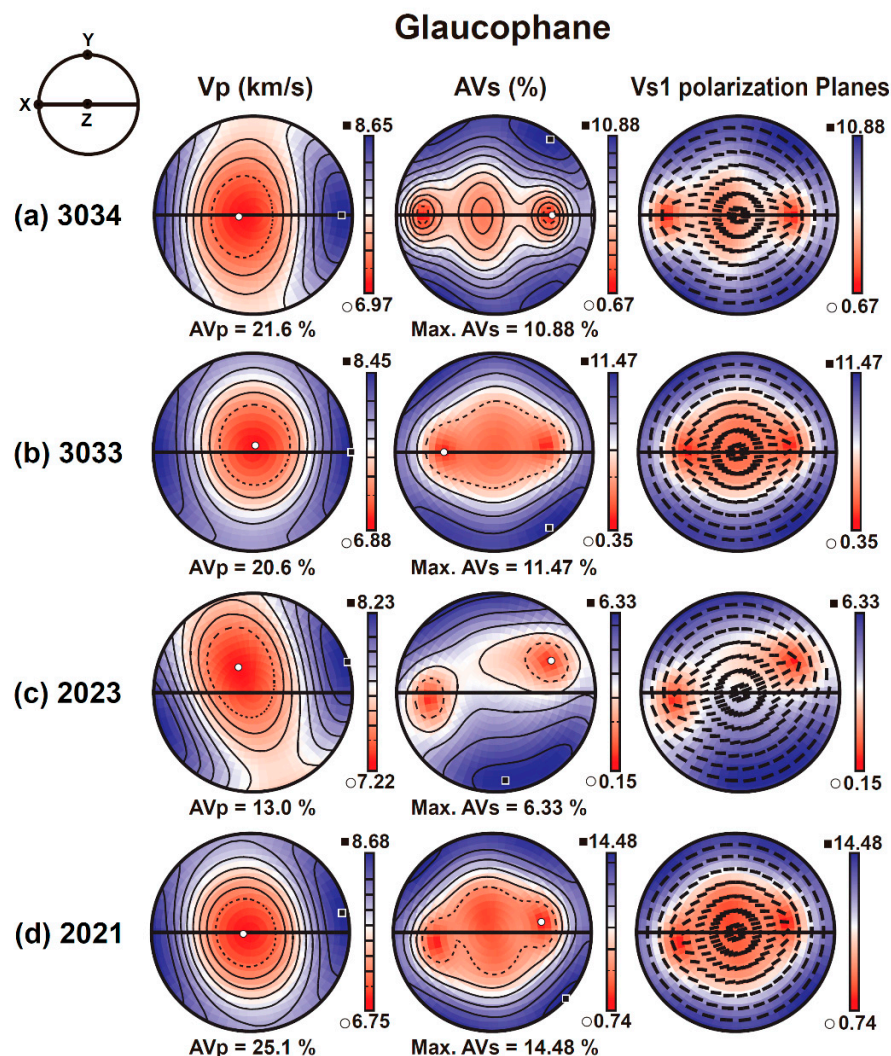 Glaucophane
Y
X
Z
Vp (km/s)
AVs (%)
Vs1 polarization Planes
(a) 3034
■8.65
○6.97
AVp = 21.6 %
■10.88
○0.67
Max. AVs = 10.88 %
■10.88
○0.67
(b) 3033
■8.45
○6.88
AVp = 20.6 %
■11.47
○0.35
Max. AVs = 11.47 %
■11.47
○0.35
(c) 2023
■8.23
○7.22
AVp = 13.0 %
■6.33
○0.15
Max. AVs = 6.33 %
■6.33
○0.15
(d) 2021
■8.68
○6.75
AVp = 25.1 %
■14.48
○0.74
Max. AVs = 14.48 %
■14.48
○0.74